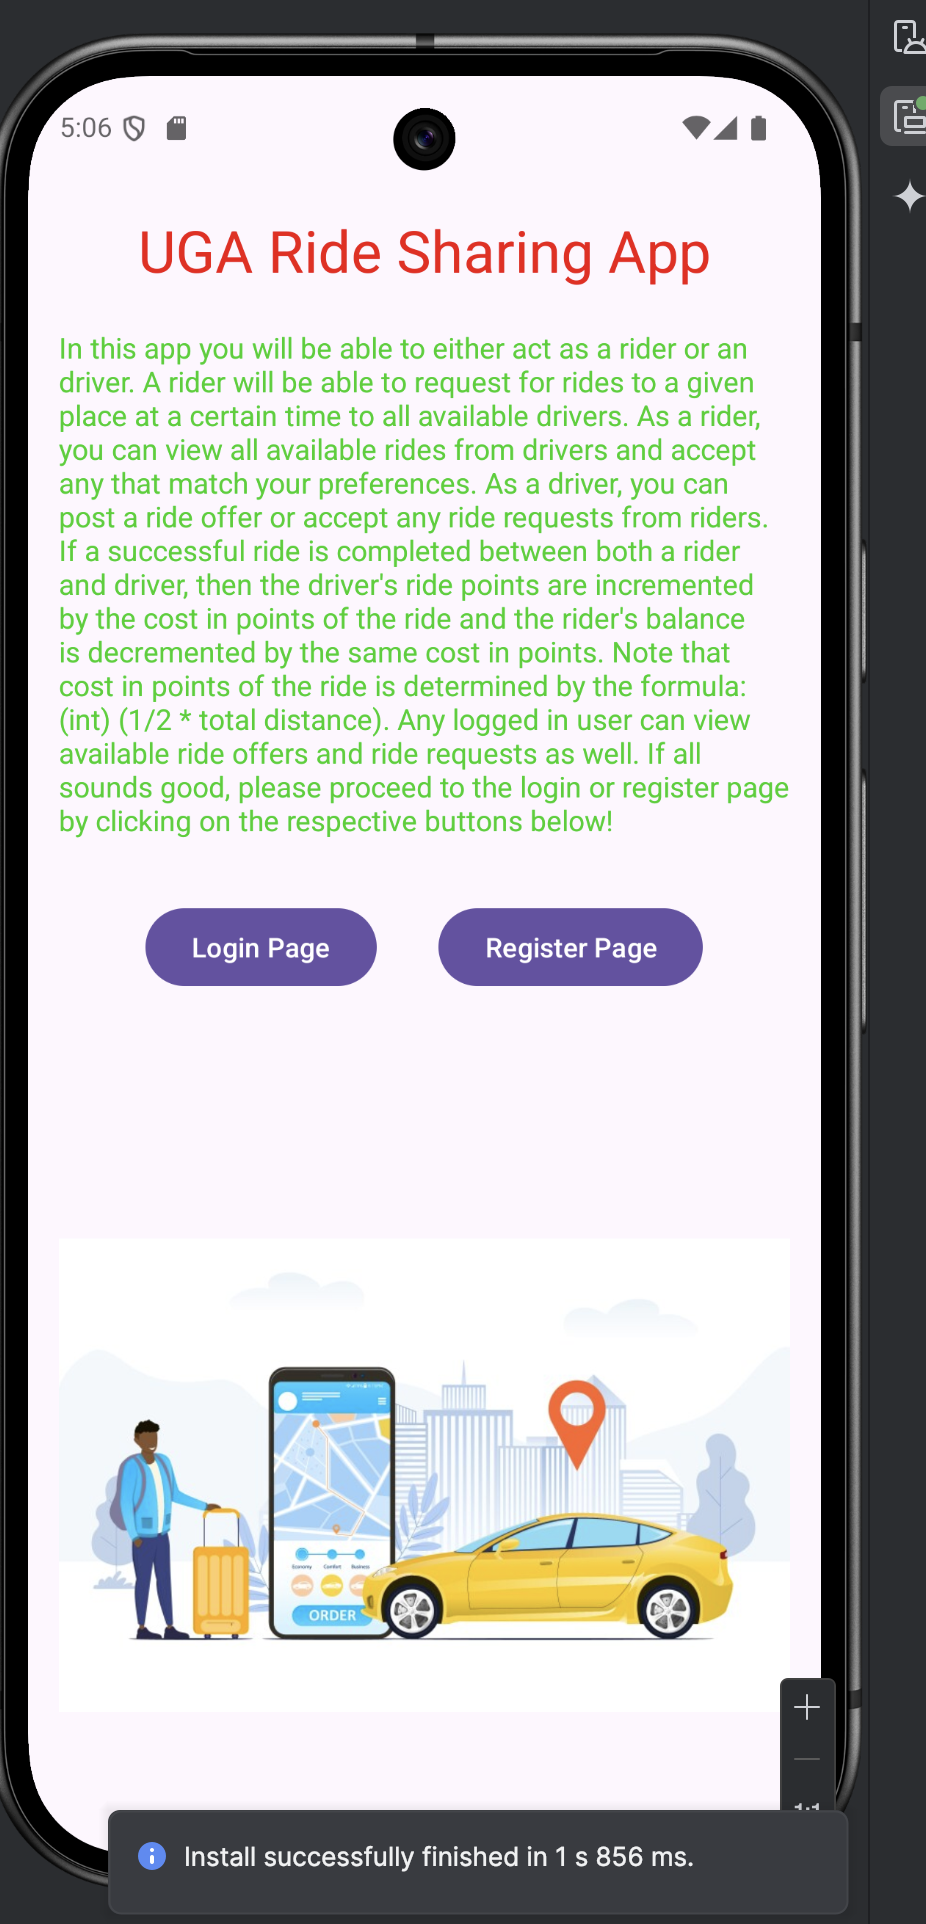 5:06
UGA Ride Sharing App
In this app you will be able to either act as a rider or an
driver. A rider will be able to request for rides to a given
place at a certain time to all available drivers. As a rider,
you can view all available rides from drivers and accept
any that match your preferences. As a driver, you can
post a ride offer or accept any ride requests from riders.
If a successful ride is completed between both a rider
and driver, then the driver's ride points are incremented
by the cost in points of the ride and the rider's balance
is decremented by the same cost in points. Note that
cost in points of the ride is determined by the formula:
(int) (1/2 * total distance). Any logged in user can view
available ride offers and ride requests as well. If all
sounds good, please proceed to the login or register page
by clicking on the respective buttons below!
Login Page
Register Page
Economy Comfort Business
ORDER
1:1
Install successfully finished in 1 s 856 ms.